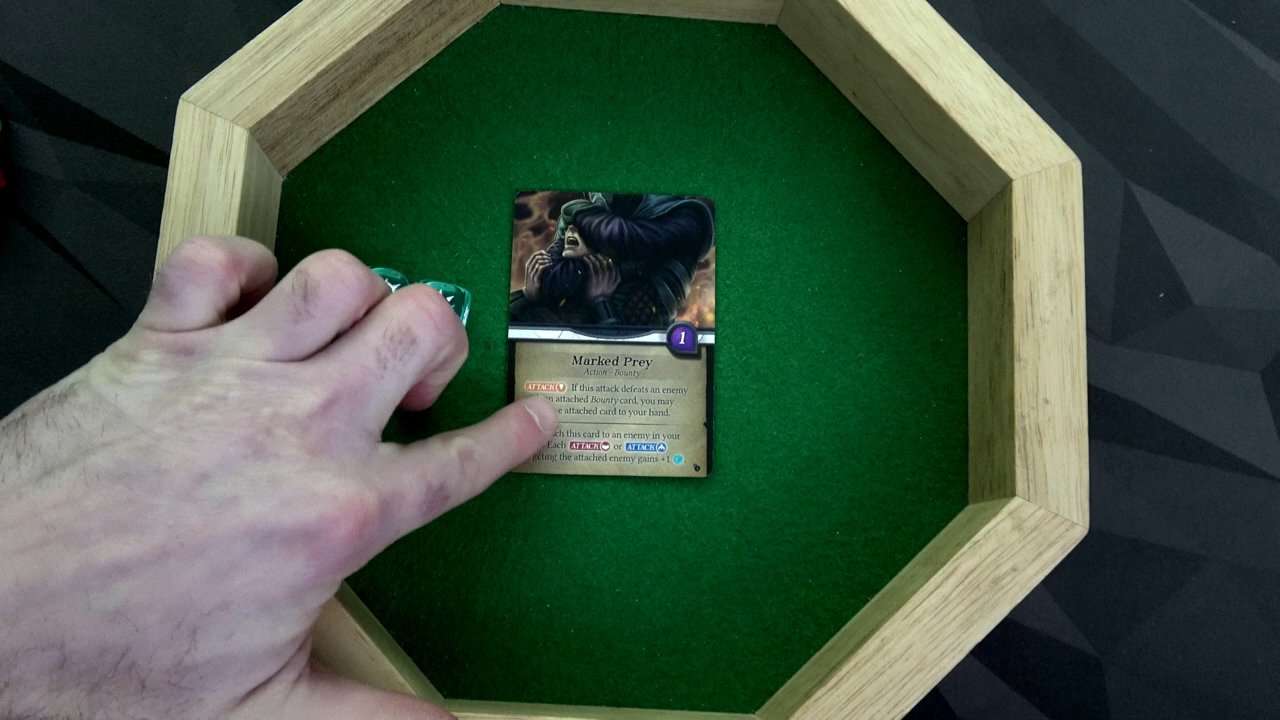 1
Marked Prey
Action - Bounty
ATTACK : If this attack defeats an enemy
attached Bounty card, you may
attached card to your hand.
this card to an enemy in your
Each ATTACK or ATTACK
the attached enemy gains +1